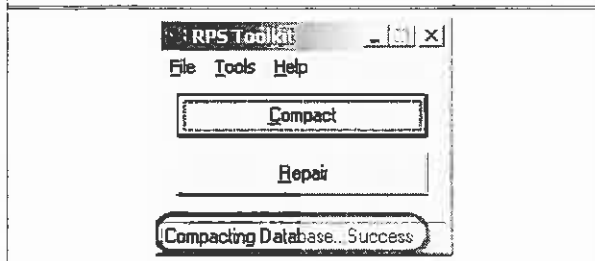 RPS Toolkit
File Tools Help
Compact
Repair
Compacting Database.. Success